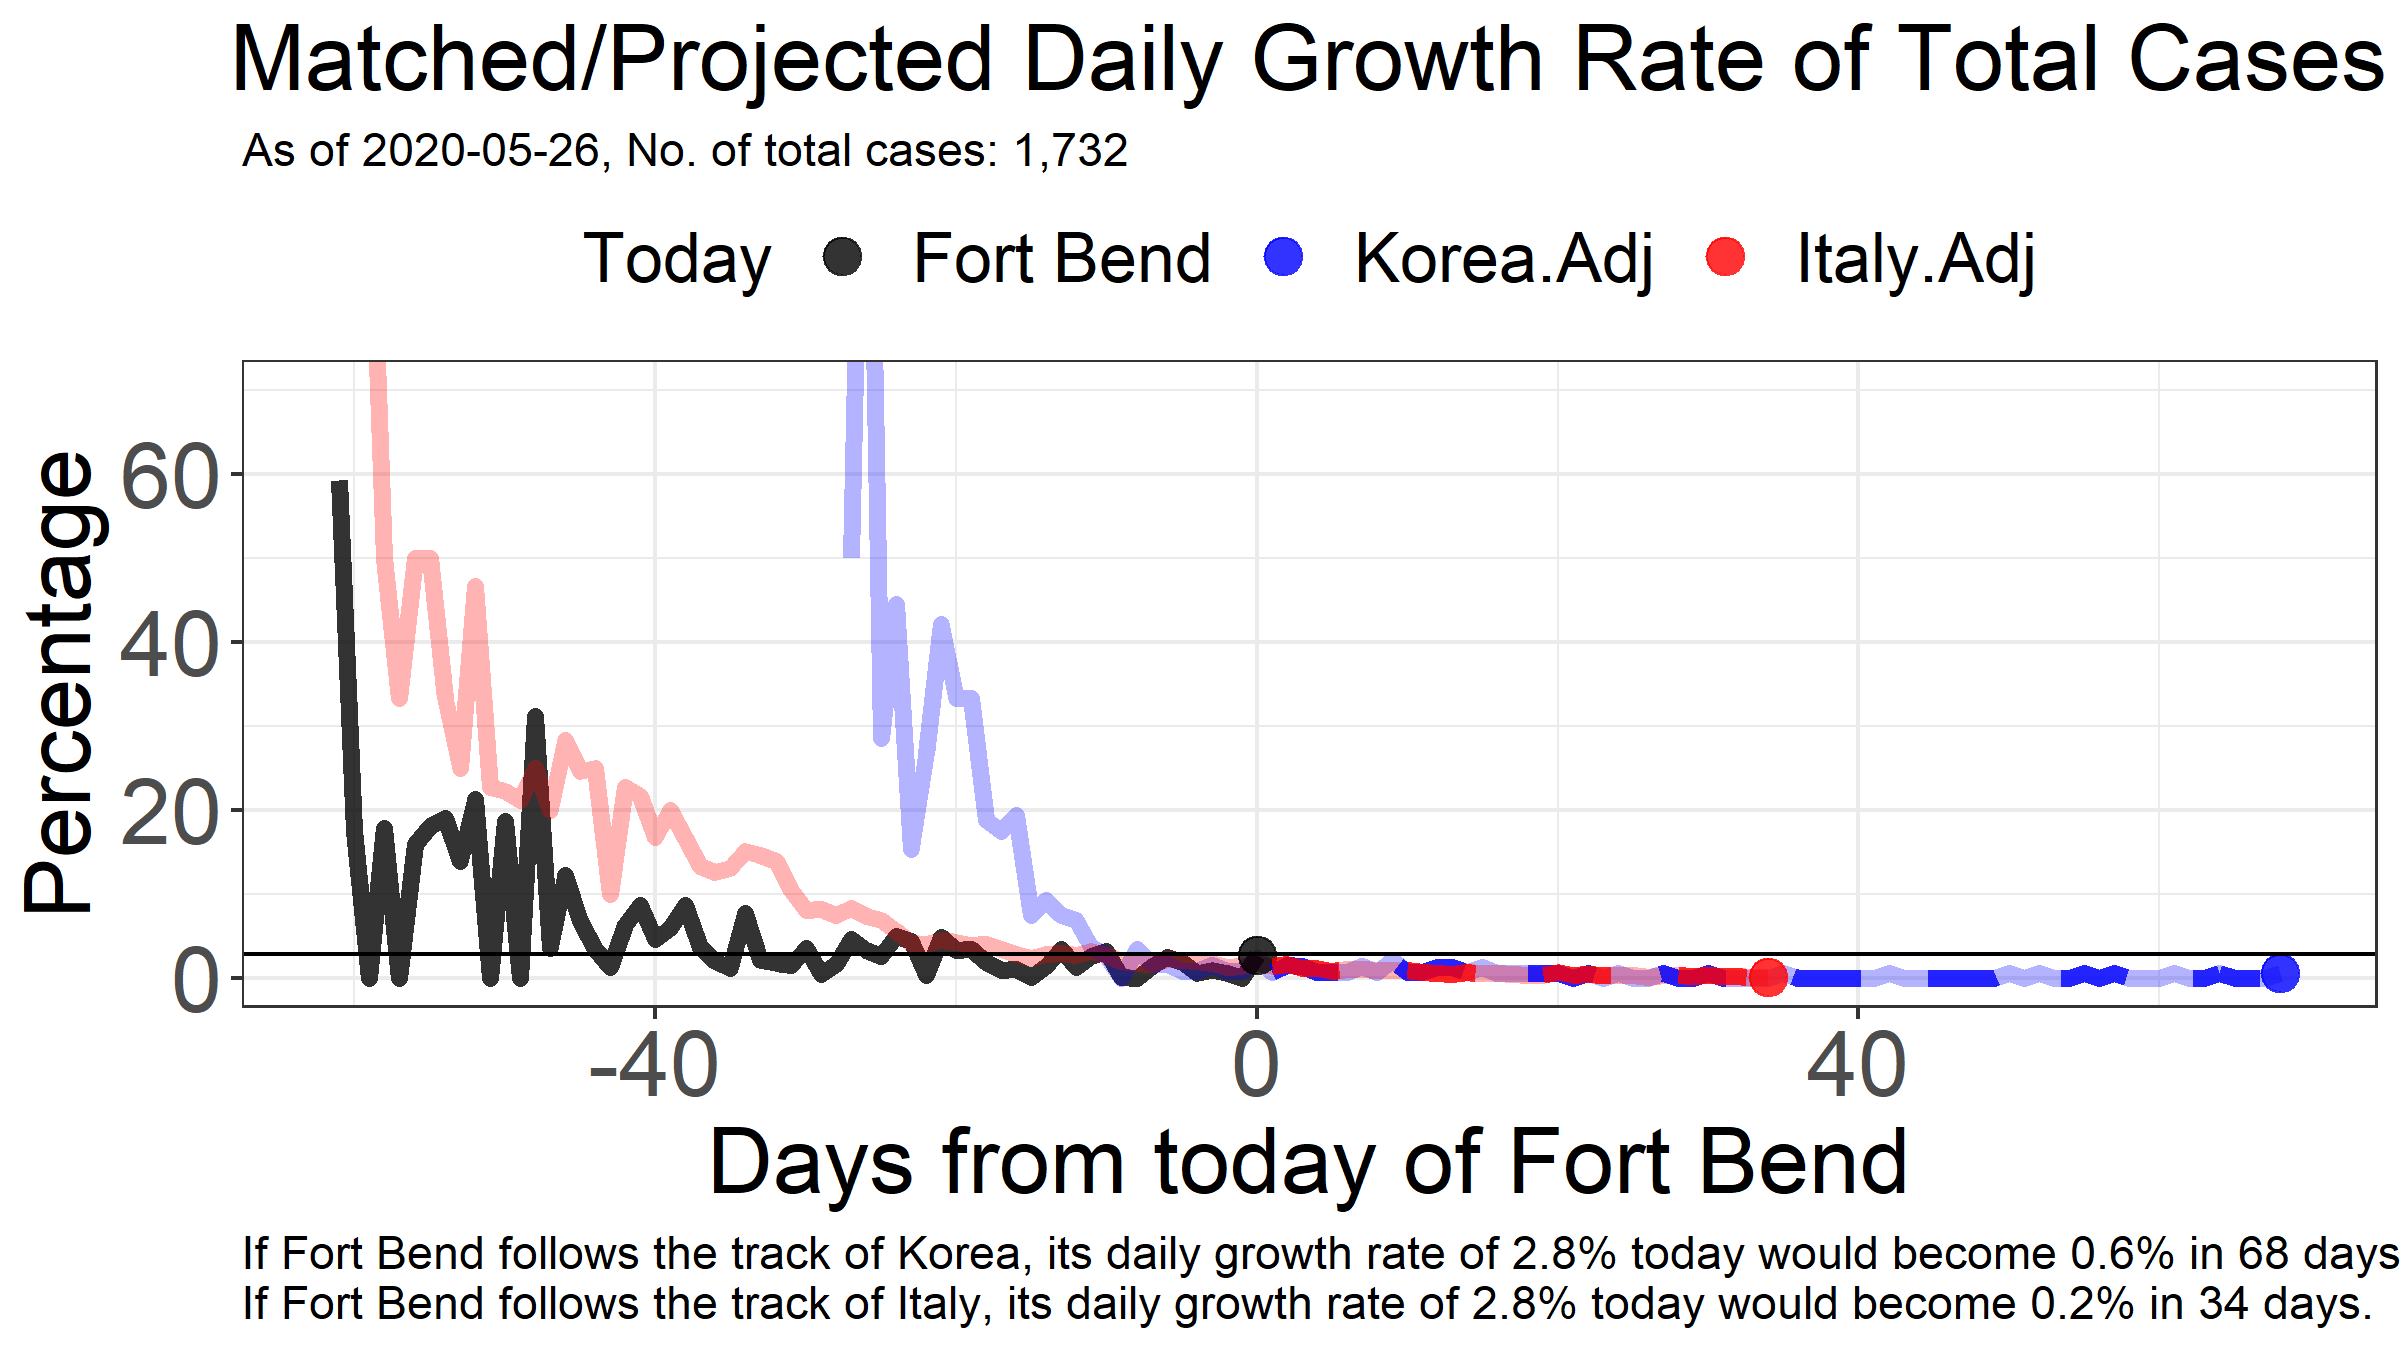 Matched/Projected Daily Growth Rate of Total Cases
As of 2020-05-26, No. of total cases: 1,732
Today Fort Bend Korea.Adj Italy.Adj
Percentage
60
40
20
0
-40 0 40
Days from today of Fort Bend
If Fort Bend follows the track of Korea, its daily growth rate of 2.8% today would become 0.6% in 68 days
If Fort Bend follows the track of Italy, its daily growth rate of 2.8% today would become 0.2% in 34 days.